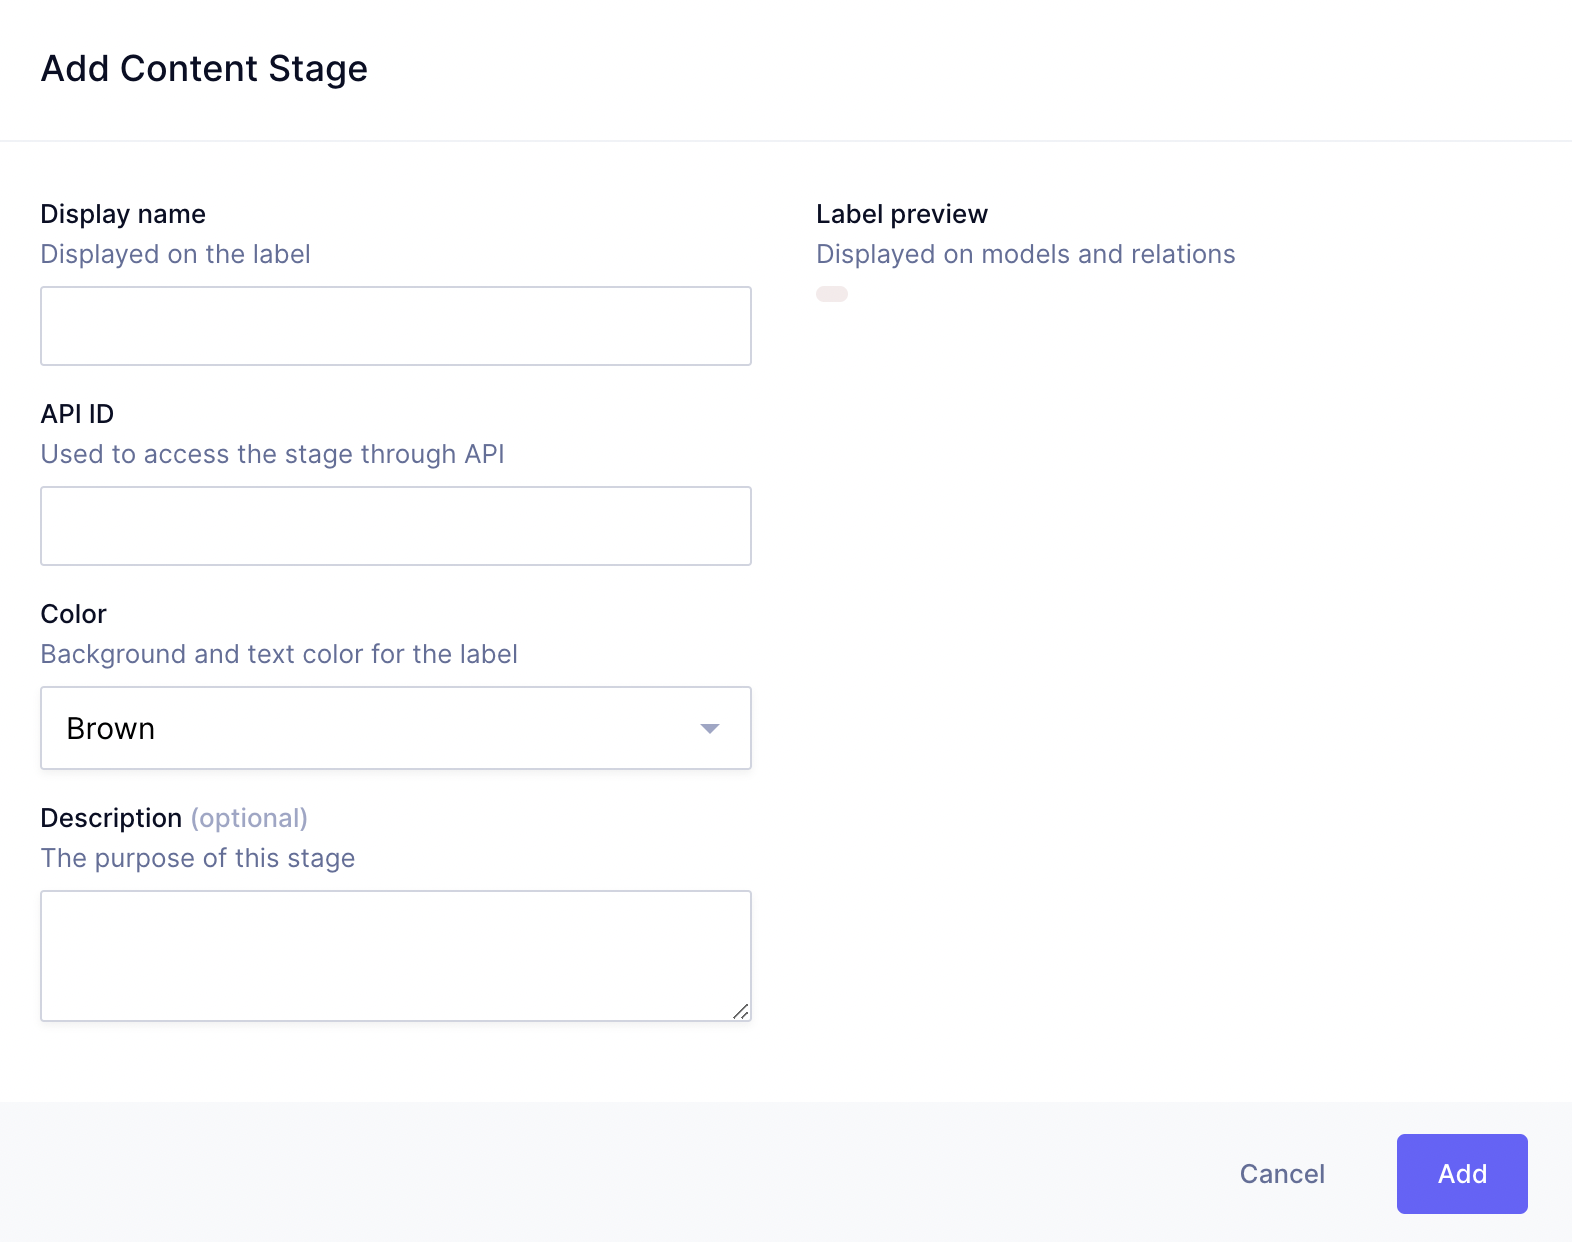 Add Content Stage
Display name
Displayed on the label
API ID
Used to access the stage through API
Color
Background and text color for the label
Brown
Description (optional)
The purpose of this stage
Label preview
Displayed on models and relations
Cancel
Add